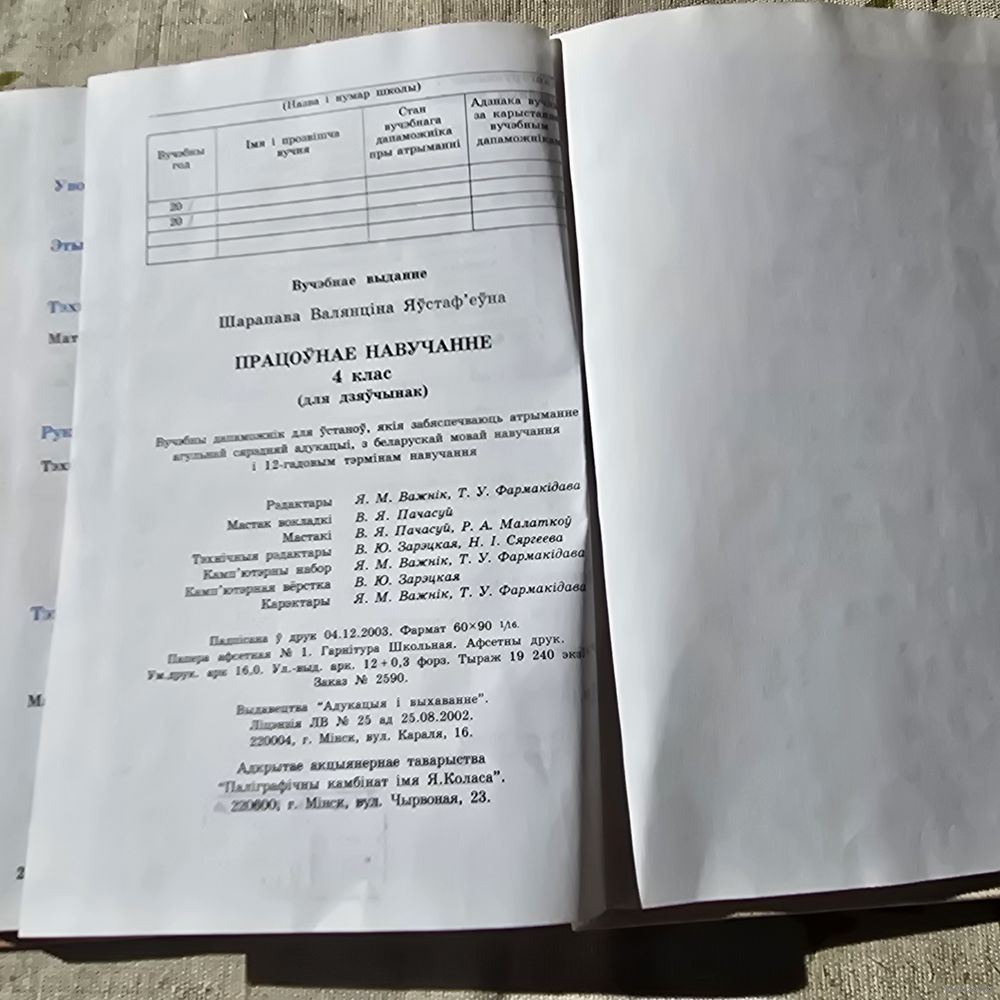 (Назва і нумар школы)
Вучэбны год
Імя і прозвішча вучня
Стан вучэбнага дапаможніка пры атрыманні
Адзнака за карыстанне вучэбным дапаможнікам
20 /
20 /
Вучэбнае выданне
Шарапава Валянціна Яўстаф'еўна
ПРАЦОЎНАЕ НАВУЧАННЕ
4 клас
(для дзяўчынак)
Вучэбны дапаможнік для ўстаноў, якія забяспечваюць атрыманне
агульнай сярэдняй адукацыі, з беларускай мовай навучання
і 12-гадовым тэрмінам навучання
Рэдактары Я. М. Важнік, Т. У. Фармакідава
Мастак вокладкі В. Я. Пачасуй
Мастакі В. Я. Пачасуй, Р. А. Малаткоў
Тэхнічныя рэдактары В. Ю. Зарэцкая, Н. І. Сяргеева
Камп'ютэрны набор Я. М. Важнік, Т. У. Фармакідава
Камп'ютэрная вёрстка В. Ю. Зарэцкая
Карэктары Я. М. Важнік, Т. У. Фармакідава
Падпісана ў друк 04.12.2003. Фармат 60×90 1/16.
Папера афсетная № 1. Гарнітура Школьная. Афсетны друк.
Ум.друк. арк 16,0. Ул.-выд. арк. 12+0,3 форз. Тыраж 19 240 экз.
Заказ № 2590.
Выдавецтва "Адукацыя і выхаванне".
Ліцэнзія ЛВ № 25 ад 25.08.2002.
220004, г. Мінск, вул. Караля, 16.
Адкрытае акцыянернае таварыства
"Паліграфічны камбінат імя Я.Коласа".
220600, г. Мінск, вул. Чырвоная, 23.